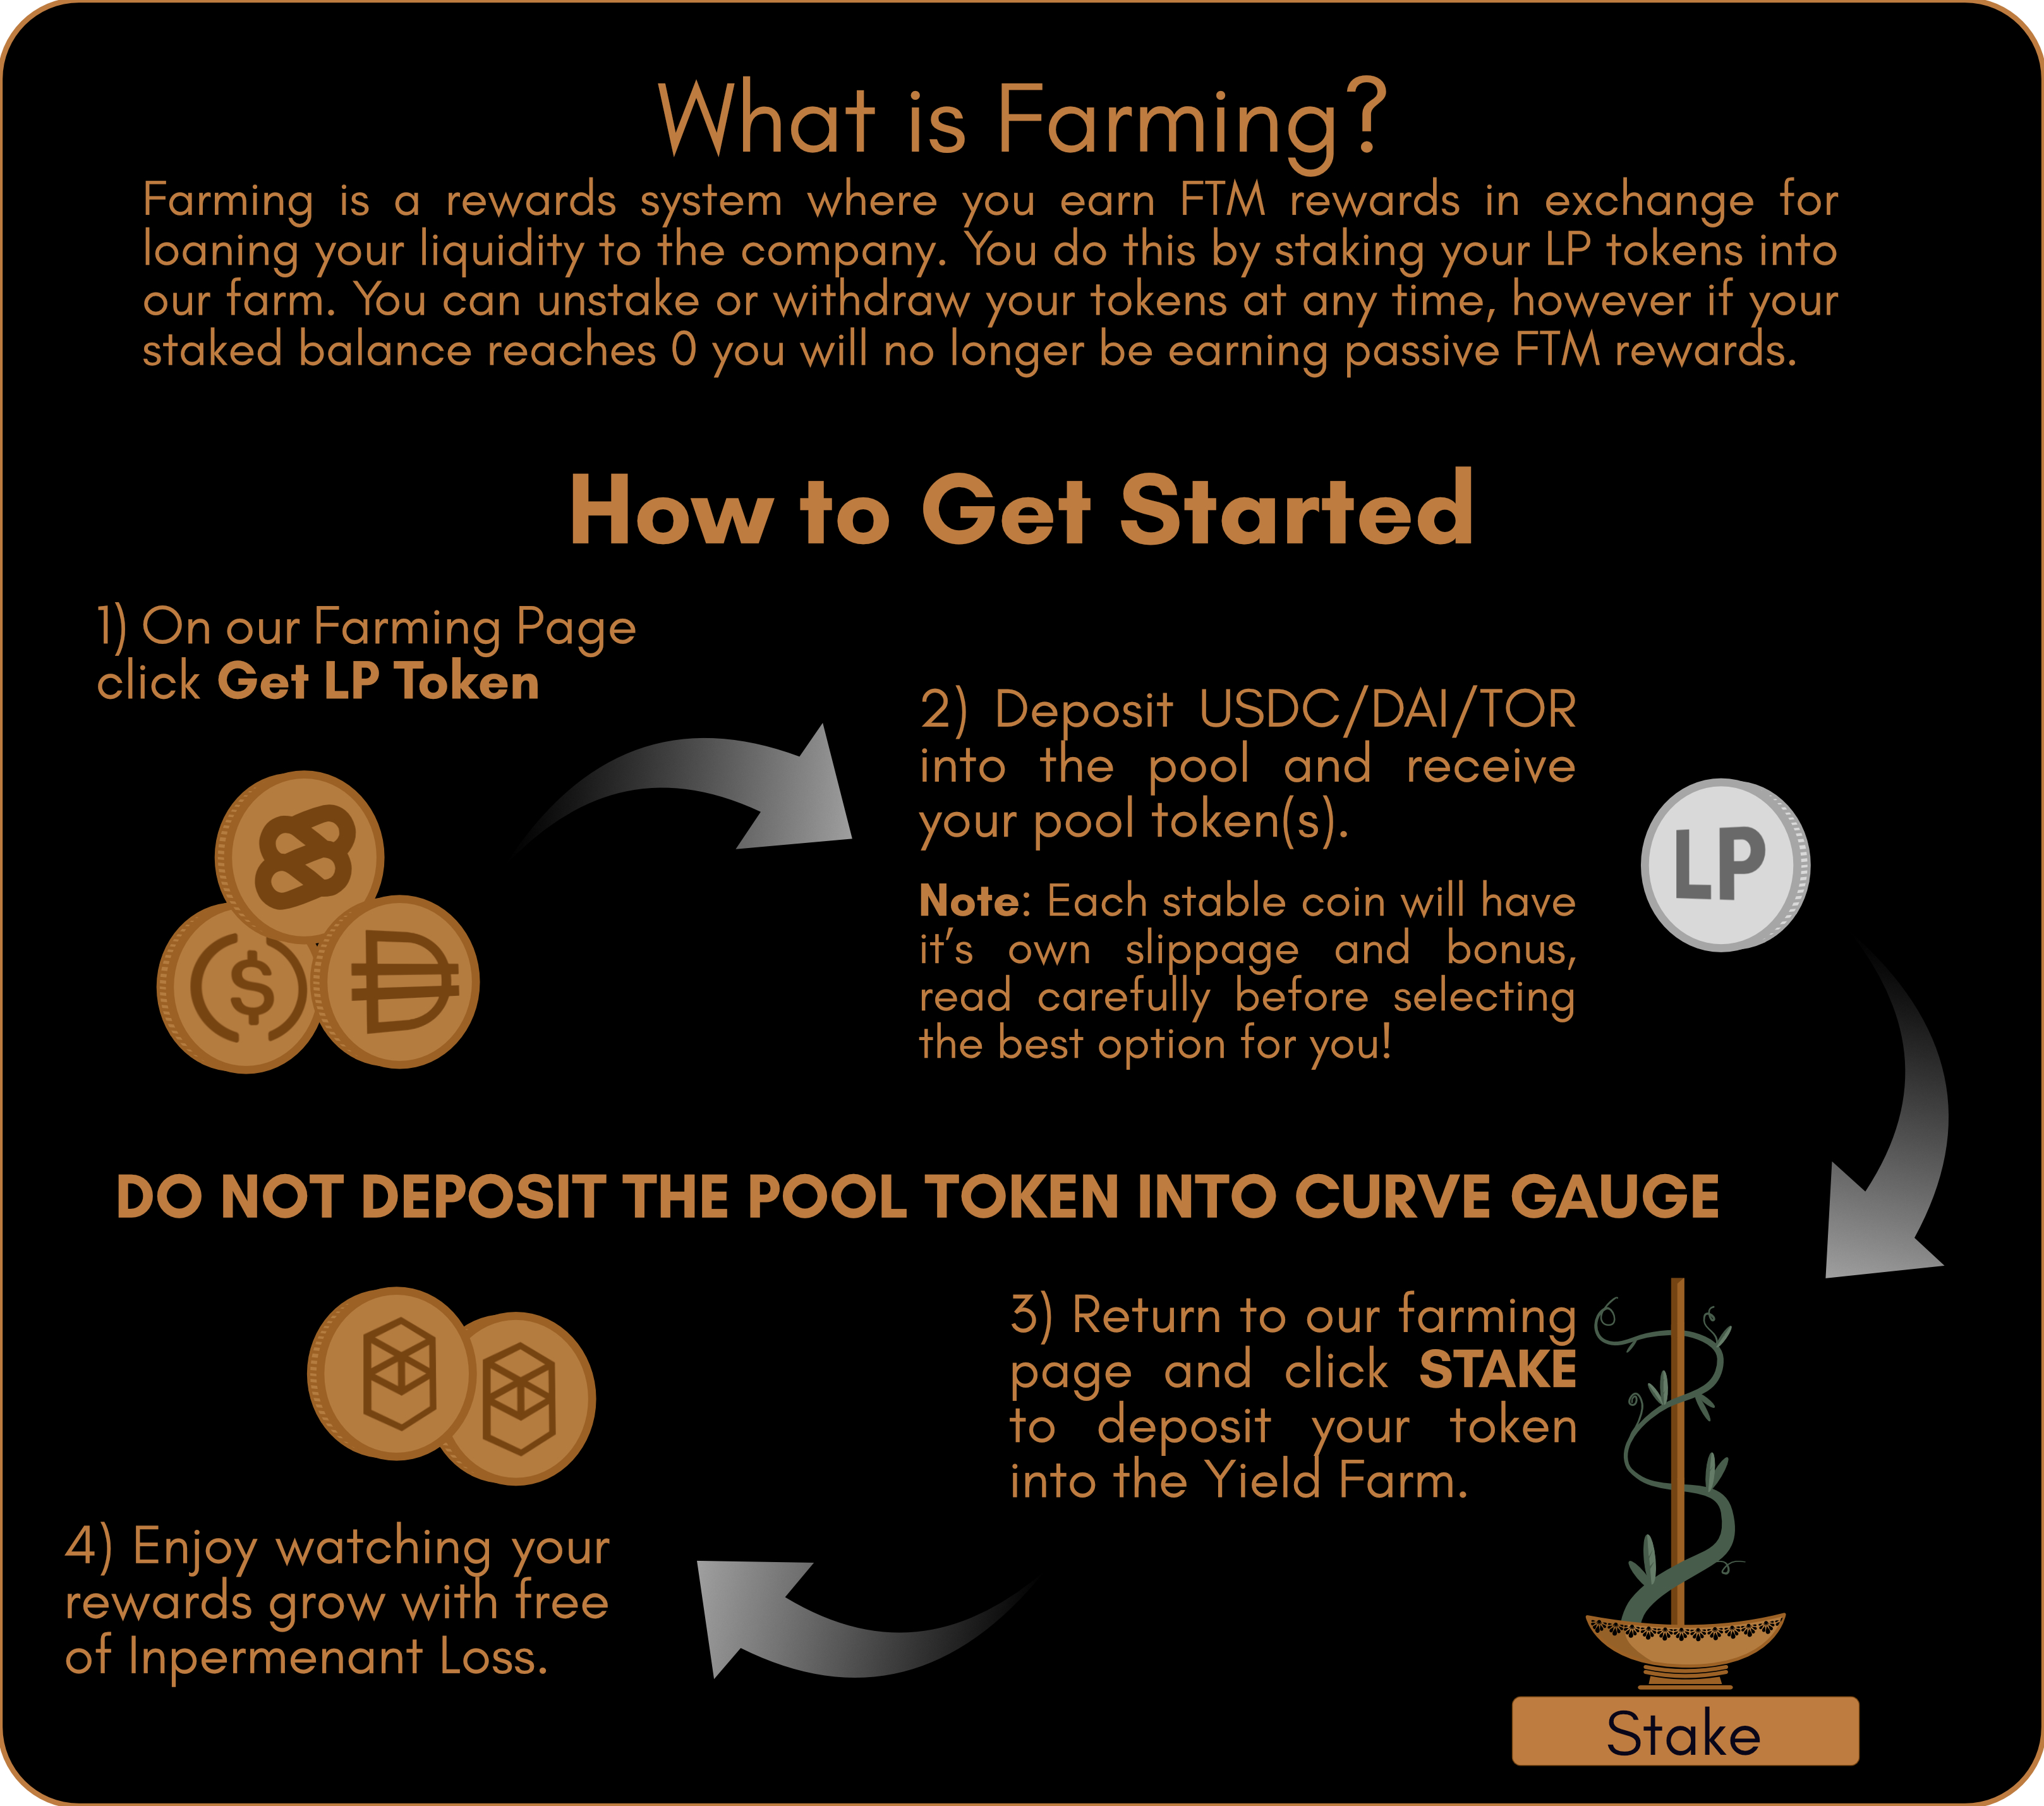 What is Farming?
Farming is a rewards system where you earn FTM rewards in exchange for
loaning your liquidity to the company. You do this by staking your LP tokens into
our farm. You can unstake or withdraw your tokens at any time, however if your
staked balance reaches 0 you will no longer be earning passive FTM rewards.
How to Get Started
1) On our Farming Page
click Get LP Token
2) Deposit USDC/DAI/TOR
into the pool and receive
your pool token(s).
Note: Each stable coin will have
it's own slippage and bonus,
read carefully before selecting
the best option for you!
LP
DO NOT DEPOSIT THE POOL TOKEN INTO CURVE GAUGE
3) Return to our farming
page and click STAKE
to deposit your token
into the Yield Farm.
4) Enjoy watching your
rewards grow with free
of Inpermenant Loss.
Stake